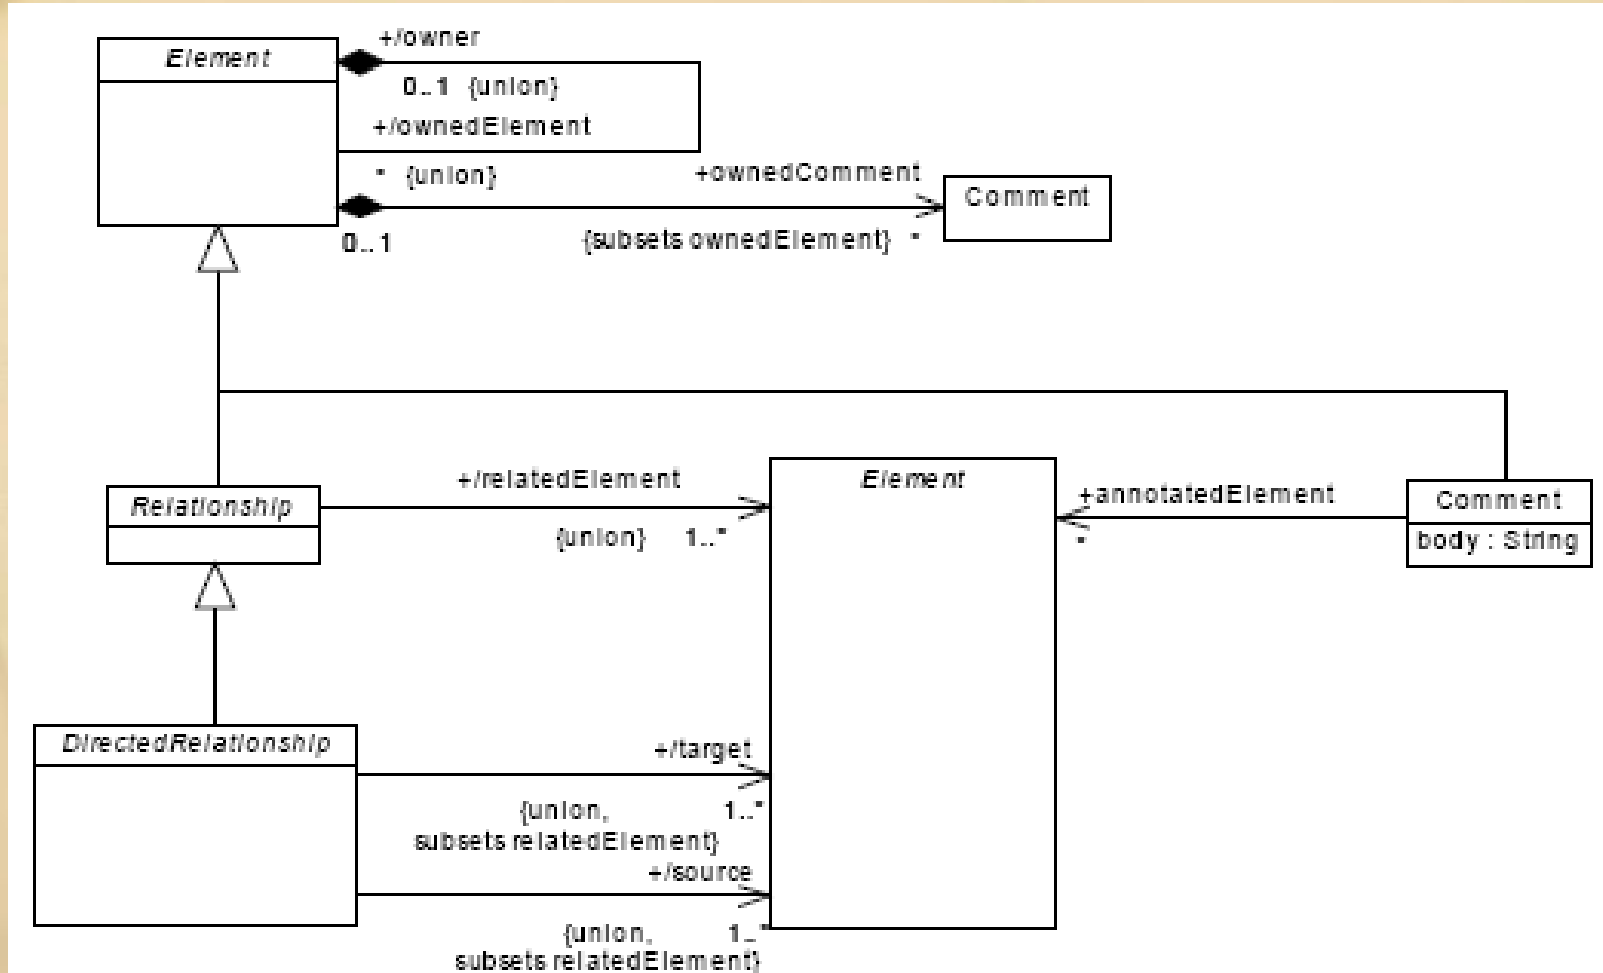 Element
+/owner
0..1 {union}
+/ownedElement
* {union}
+ownedComment
Comment
0..1
{subsets ownedElement} *
+/relatedElement
Element
+annotatedElement
Comment
Relationship
{union} 1..*
*
body : String
DirectedRelationship
+/target
{union, 1..*
subsets relatedElement}
+/source
{union, 1..*
subsets relatedElement}